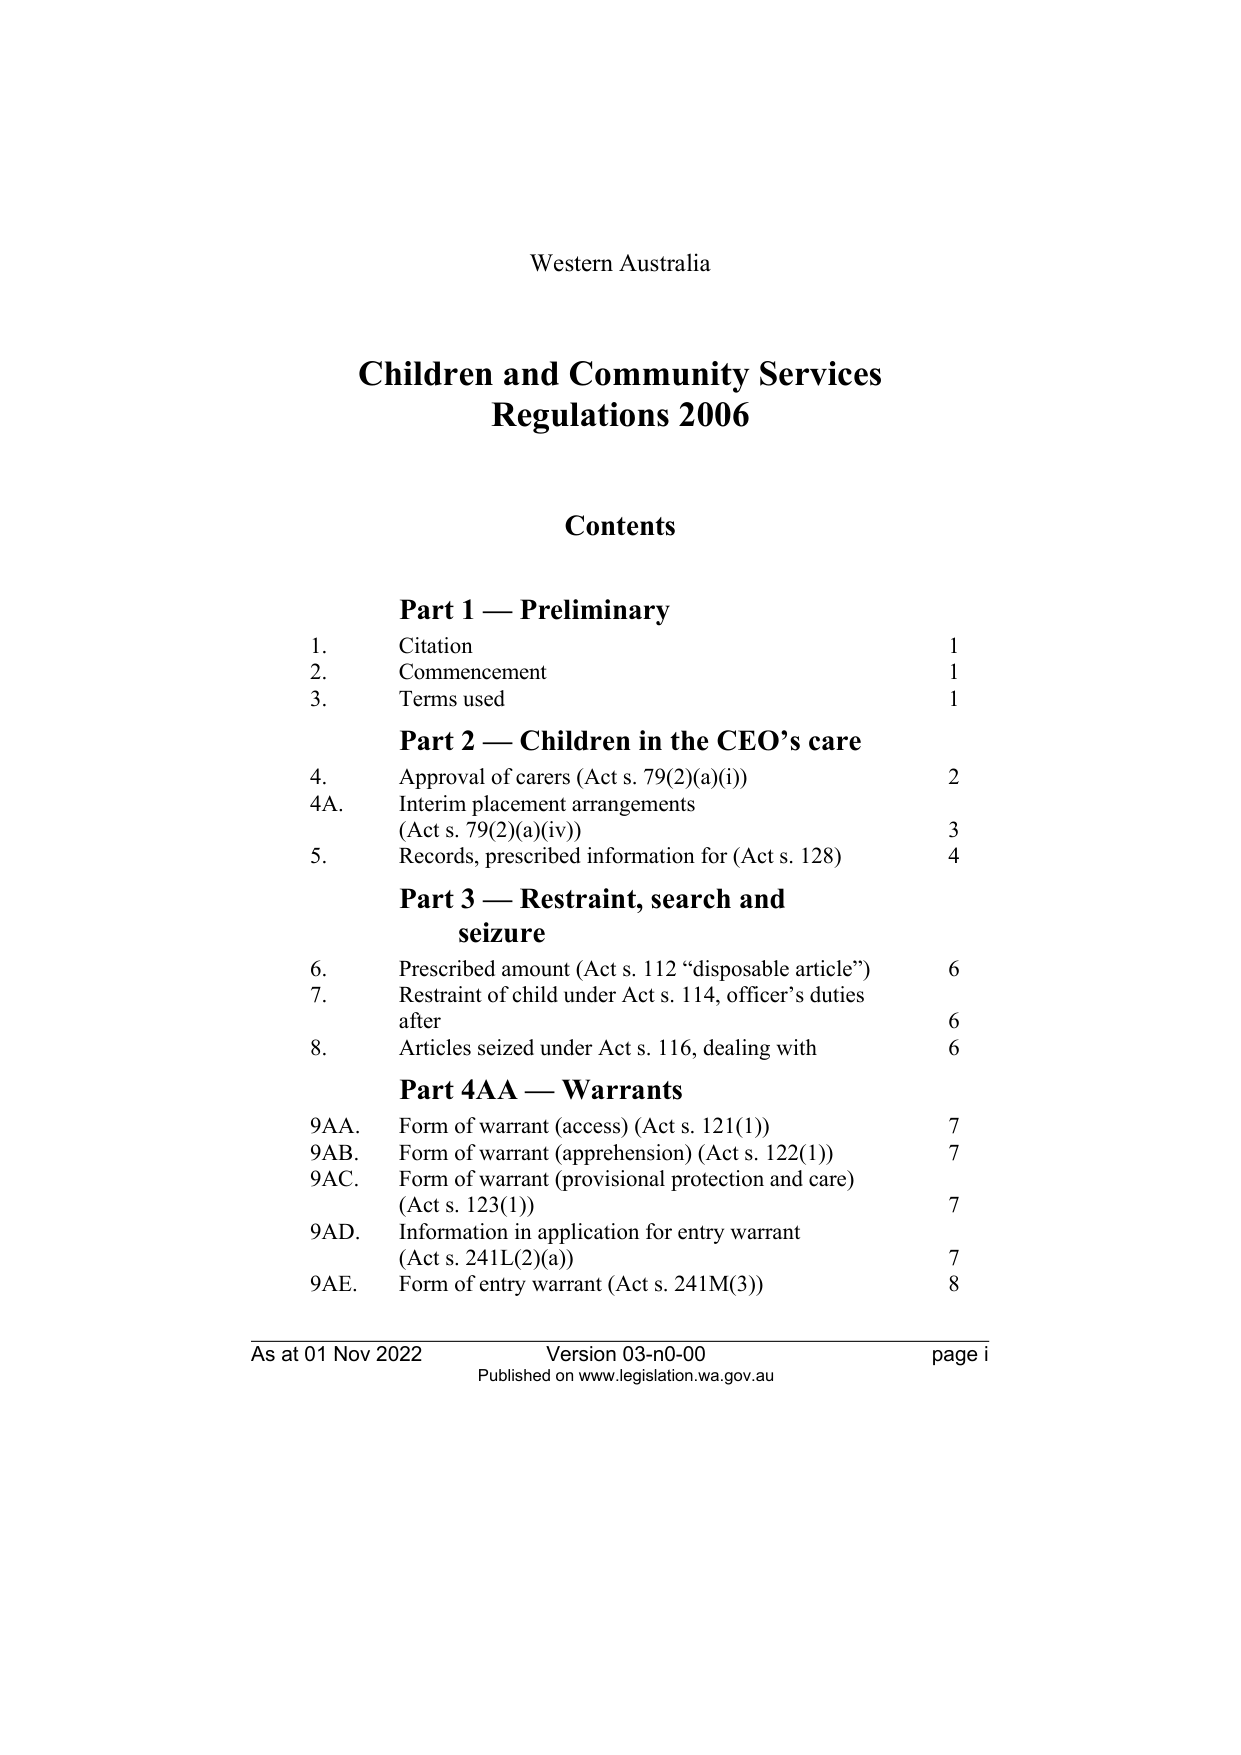 Western Australia
Children and Community Services
Regulations 2006
Contents
Part 1 — Preliminary
1. Citation 1
2. Commencement 1
3. Terms used 1
Part 2 — Children in the CEO’s care
4. Approval of carers (Act s. 79(2)(a)(i)) 2
4A. Interim placement arrangements
(Act s. 79(2)(a)(iv)) 3
5. Records, prescribed information for (Act s. 128) 4
Part 3 — Restraint, search and
seizure
6. Prescribed amount (Act s. 112 “disposable article”) 6
7. Restraint of child under Act s. 114, officer’s duties
after 6
8. Articles seized under Act s. 116, dealing with 6
Part 4AA — Warrants
9AA. Form of warrant (access) (Act s. 121(1)) 7
9AB. Form of warrant (apprehension) (Act s. 122(1)) 7
9AC. Form of warrant (provisional protection and care)
(Act s. 123(1)) 7
9AD. Information in application for entry warrant
(Act s. 241L(2)(a)) 7
9AE. Form of entry warrant (Act s. 241M(3)) 8
As at 01 Nov 2022 Version 03-n0-00 page i
Published on www.legislation.wa.gov.au